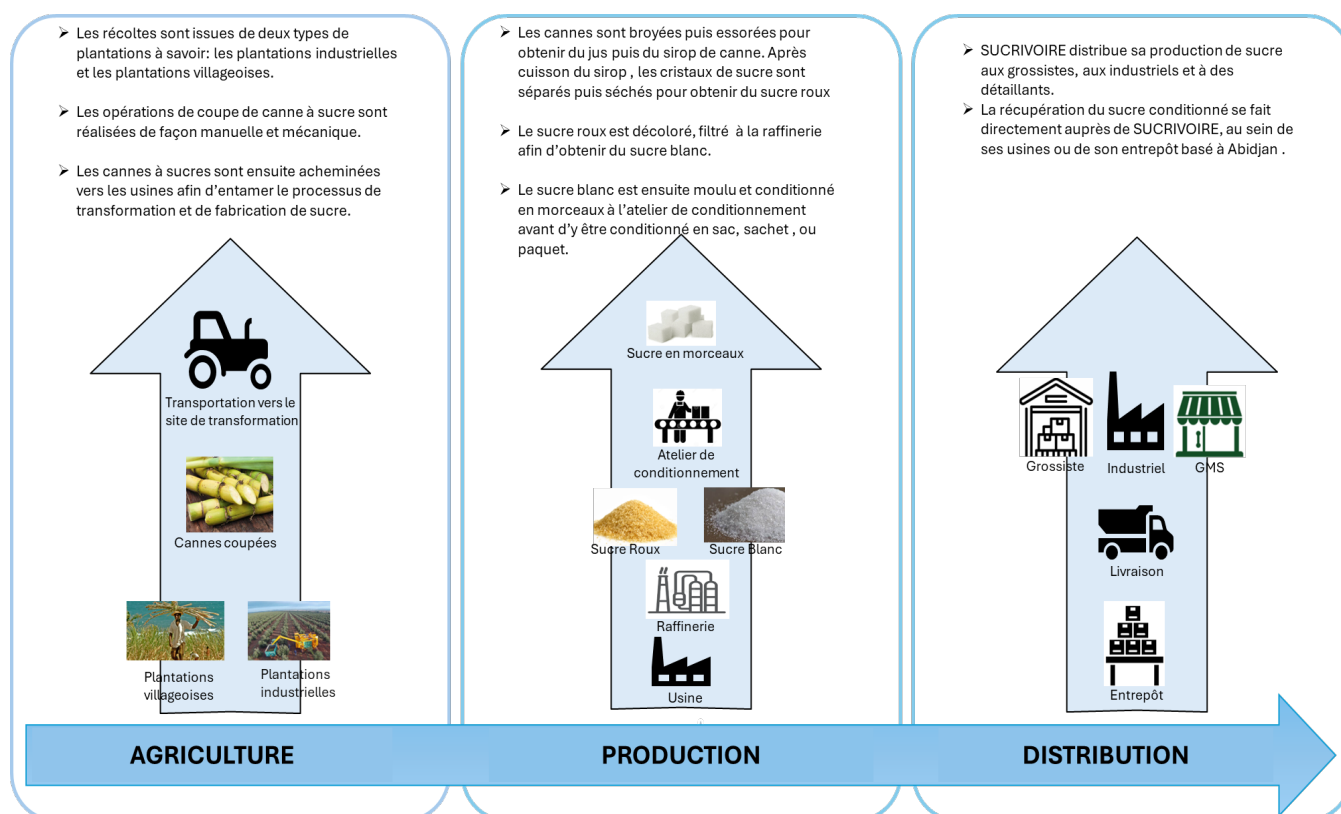 ➢ Les récoltes sont issues de deux types de
plantations à savoir: les plantations industrielles
et les plantations villageoises.
➢ Les opérations de coupe de canne à sucre sont
réalisées de façon manuelle et mécanique.
➢ Les cannes à sucres sont ensuite acheminées
vers les usines afin d’entamer le processus de
transformation et de fabrication de sucre.
Transportation vers le
site de transformation
Cannes coupées
Plantations
villageoises
Plantations
industrielles
AGRICULTURE
➢ Les cannes sont broyées puis essorées pour
obtenir du jus puis du sirop de canne. Après
cuisson du sirop , les cristaux de sucre sont
séparés puis séchés pour obtenir du sucre roux
➢ Le sucre roux est décoloré, filtré à la raffinerie
afin d’obtenir du sucre blanc.
➢ Le sucre blanc est ensuite moulu et conditionné
en morceaux à l’atelier de conditionnement
avant d’y être conditionné en sac, sachet , ou
paquet.
Sucre en morceaux
Atelier de
conditionnement
Sucre Roux
Sucre Blanc
Raffinerie
Usine
PRODUCTION
➢ SUCRIVOIRE distribue sa production de sucre
aux grossistes, aux industriels et à des
détaillants.
➢ La récupération du sucre conditionné se fait
directement auprès de SUCRIVOIRE, au sein de
ses usines ou de son entrepôt basé à Abidjan .
Grossiste
Industriel
GMS
Livraison
Entrepôt
DISTRIBUTION